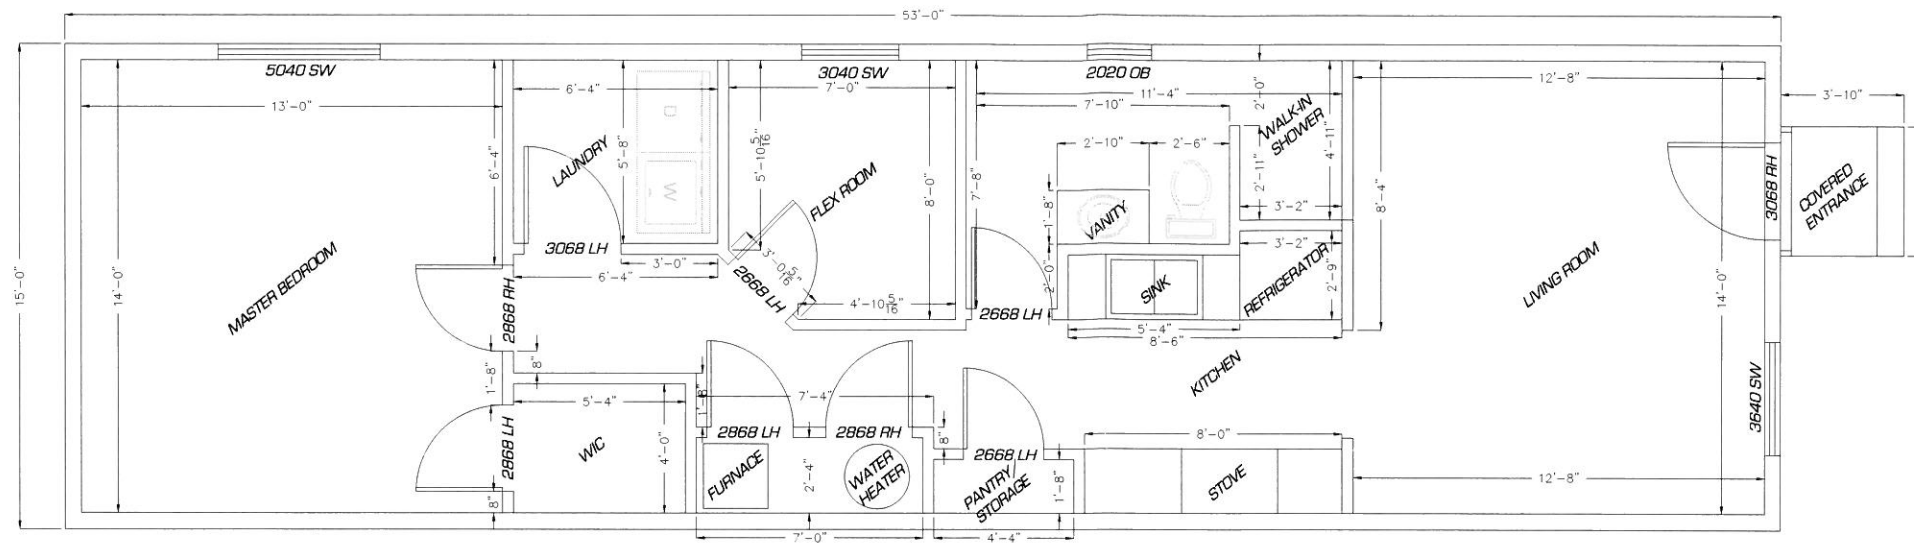 53'-0"
5040 SW
3040 SW
2020 OB
13'-0"
6'-4"
7'-0"
11'-4"
7'-10"
2'-0"
12'-8"
3'-10"
WALK-IN
SHOWER
D
LAUNDRY
5'-8"
5'-10 5/16"
6'-4"
2'-10"
2'-6"
2'-11"
4'-11"
W
FLEX ROOM
8'-0"
7'-8"
1'-8"
VANITY
3'-2"
8'-4"
3068 RH
COVERED
ENTRANCE
15'-0"
14'-0"
MASTER BEDROOM
3068 LH
3'-0"
6'-4"
3'-0 5/16"
2668 LH
4'-10 5/16"
2'-0"
SINK
3'-2"
REFRIGERATOR
2'-9"
LIVING ROOM
14'-0"
2868 RH
2668 LH
5'-4"
8'-6"
8"
1'-8"
5'-4"
1'-8"
7'-4"
KITCHEN
3640 SW
2868 LH
WIC
4'-0"
2868 LH
2868 RH
8"
8'-0"
2668 LH
FURNACE
2'-4"
WATER
HEATER
PANTRY/
STORAGE
1'-8"
STOVE
12'-8"
8"
7'-0"
4'-4"